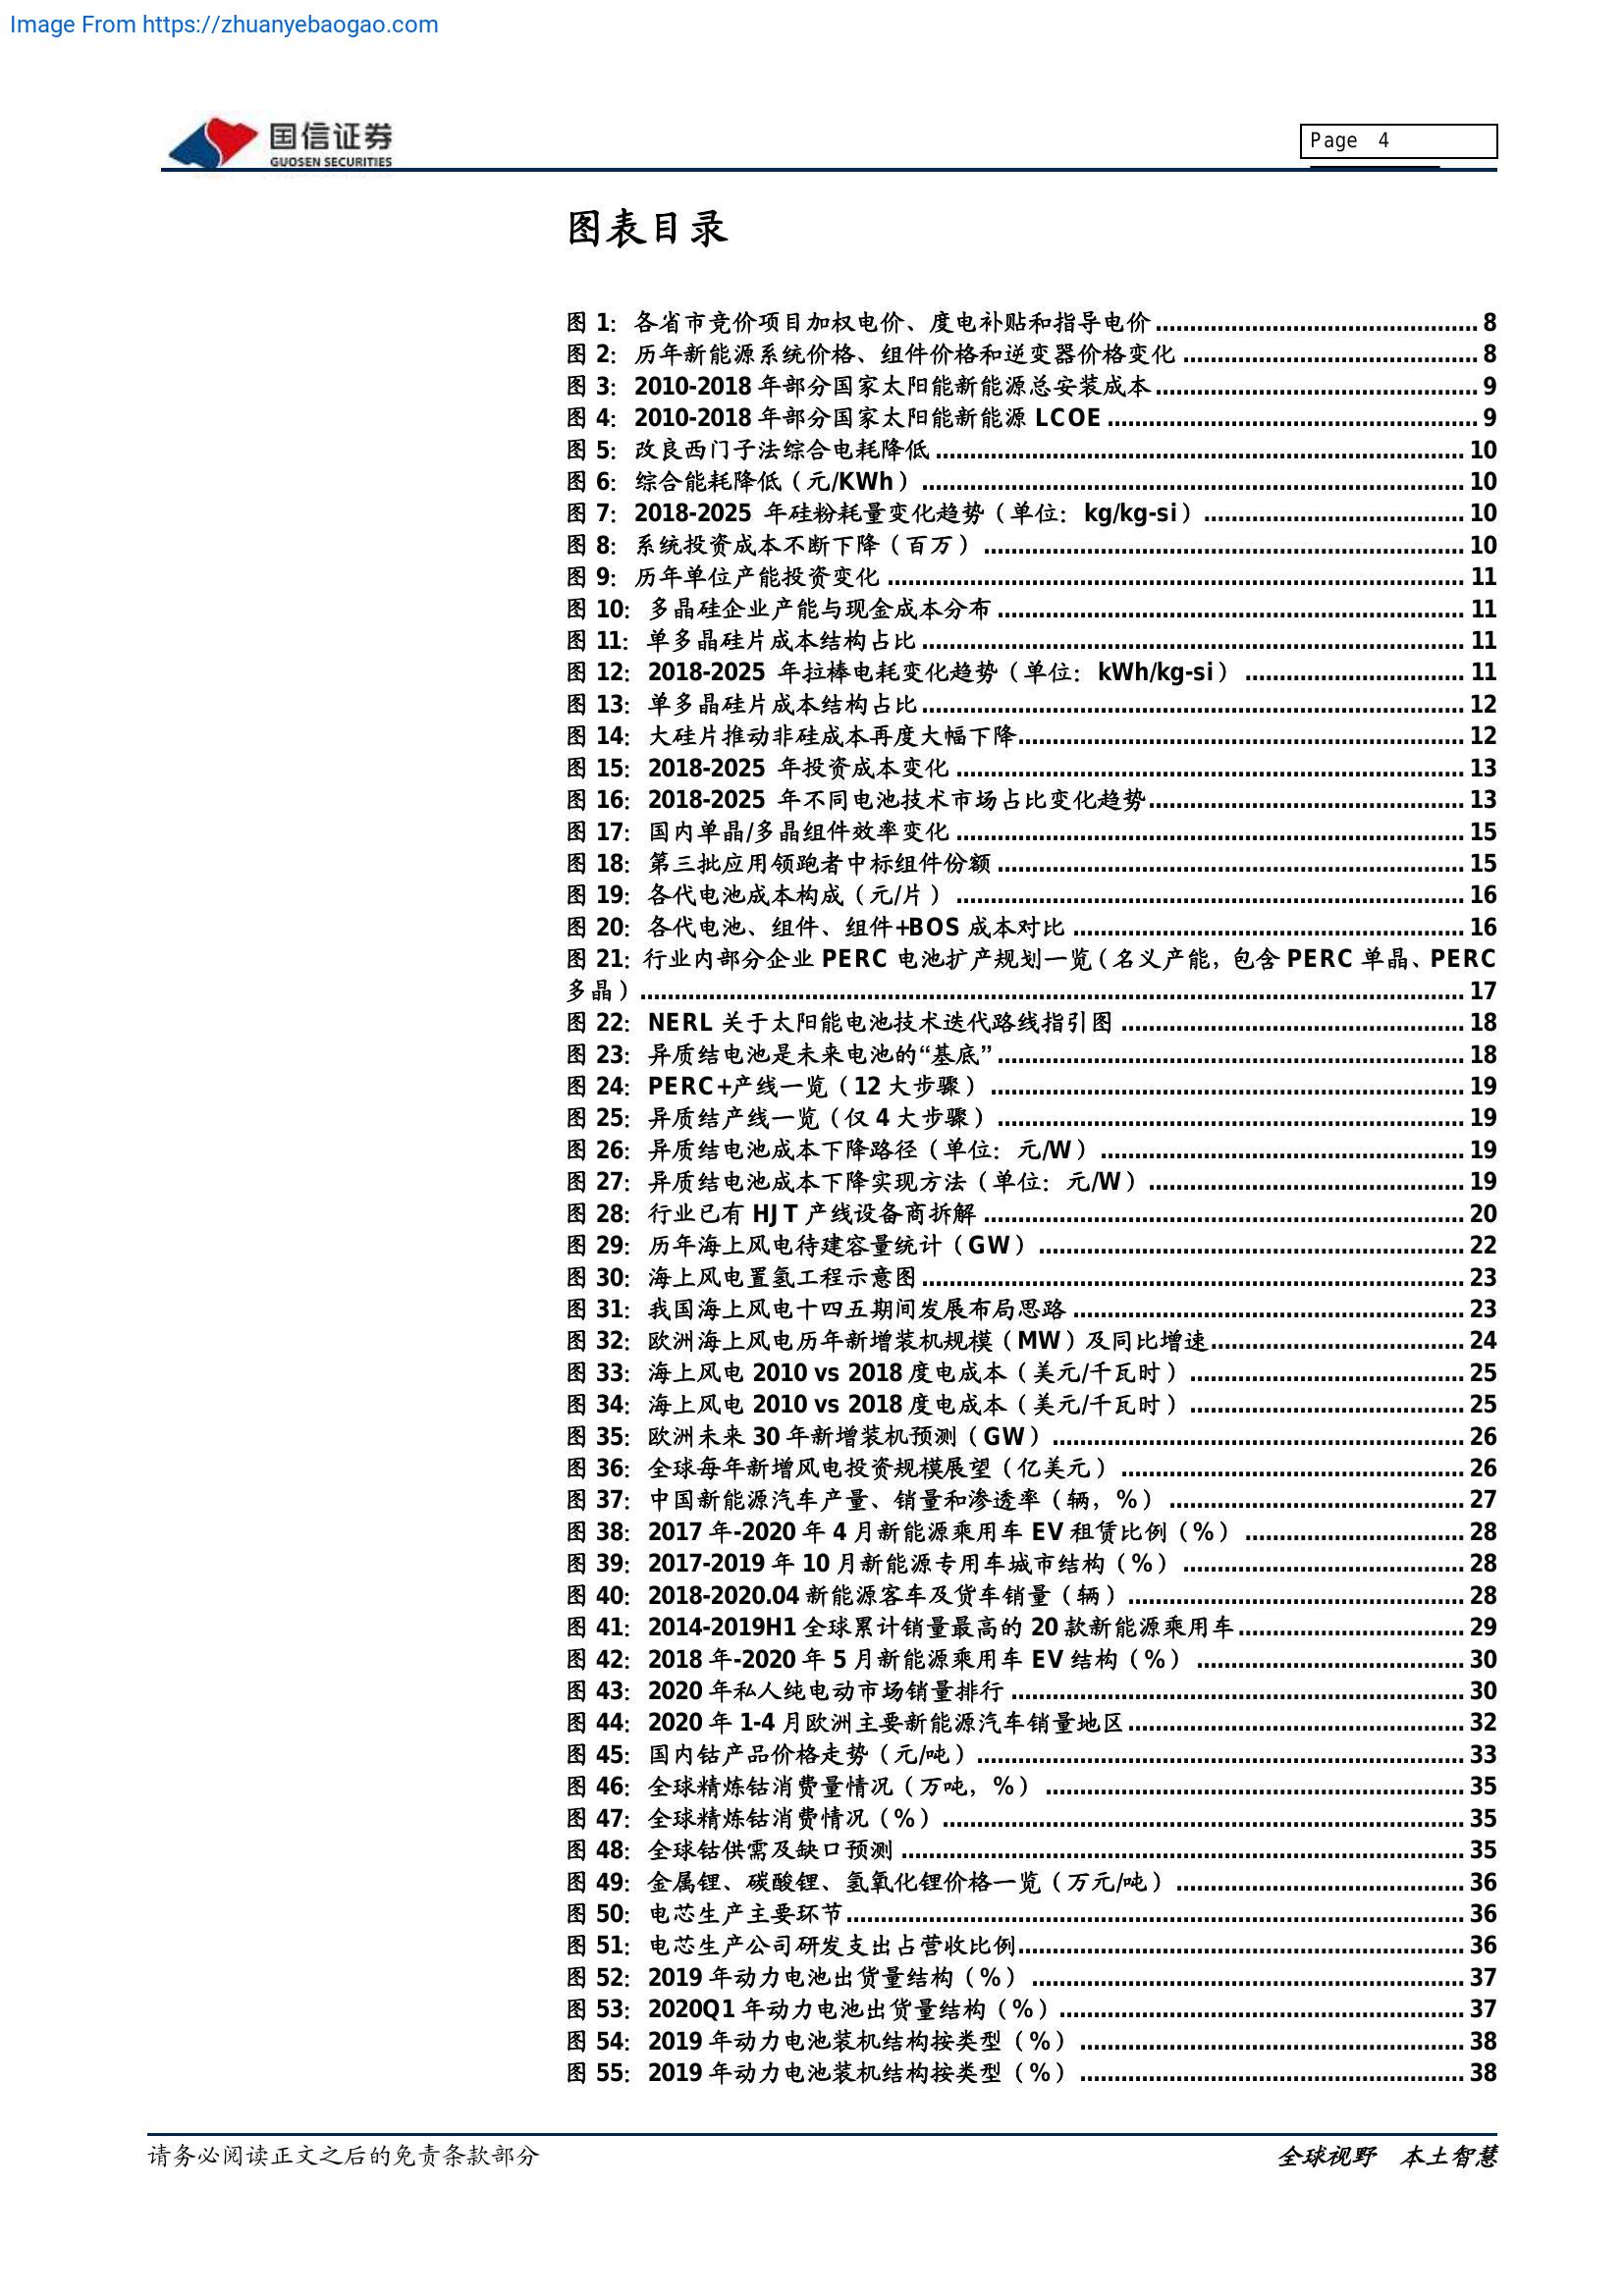 Image From https://zhuanyebaogao.com
国信证券
GUOSEN SECURITIES
Page 4
图表目录
图 1: 各省市竞价项目加权电价、度电补贴和指导电价 ................................................ 8
图 2: 历年新能源系统价格、组件价格和逆变器价格变化 ............................................ 8
图 3: 2010-2018 年部分国家太阳能新能源总安装成本 ................................................ 9
图 4: 2010-2018 年部分国家太阳能新能源 LCOE ....................................................... 9
图 5: 改良西门子法综合电耗降低 .............................................................................. 10
图 6: 综合能耗降低（元/KWh） ................................................................................ 10
图 7: 2018-2025 年硅粉耗量变化趋势（单位：kg/kg-si） ...................................... 10
图 8: 系统投资成本不断下降（百万） ....................................................................... 10
图 9: 历年单位产能投资变化 ..................................................................................... 11
图 10: 多晶硅企业产能与现金成本分布 ..................................................................... 11
图 11: 单多晶硅片成本结构占比 ................................................................................ 11
图 12: 2018-2025 年拉棒电耗变化趋势（单位：kWh/kg-si） ................................ 11
图 13: 单多晶硅片成本结构占比 ................................................................................ 12
图 14: 大硅片推动非硅成本再度大幅下降.................................................................. 12
图 15: 2018-2025 年投资成本变化 ........................................................................... 13
图 16: 2018-2025 年不同电池技术市场占比变化趋势............................................... 13
图 17: 国内单晶/多晶组件效率变化 ........................................................................... 15
图 18: 第三批应用领跑者中标组件份额 ..................................................................... 15
图 19: 各代电池成本构成（元/片） ........................................................................... 16
图 20: 各代电池、组件、组件+BOS 成本对比 .......................................................... 16
图 21: 行业内部分企业 PERC 电池扩产规划一览（名义产能，包含 PERC 单晶、PERC
多晶） .......................................................................................................................... 17
图 22: NERL 关于太阳能电池技术迭代路线指引图 ................................................... 18
图 23: 异质结电池是未来电池的“基底” ..................................................................... 18
图 24: PERC+产线一览（12 大步骤） ...................................................................... 19
图 25: 异质结产线一览（仅 4 大步骤） ..................................................................... 19
图 26: 异质结电池成本下降路径（单位：元/W） ...................................................... 19
图 27: 异质结电池成本下降实现方法（单位：元/W） ............................................... 19
图 28: 行业已有 HJT 产线设备商拆解 ....................................................................... 20
图 29: 历年海上风电待建容量统计（GW） ............................................................... 22
图 30: 海上风电置氢工程示意图 ................................................................................ 23
图 31: 我国海上风电十四五期间发展布局思路 .......................................................... 23
图 32: 欧洲海上风电历年新增装机规模（MW）及同比增速...................................... 24
图 33: 海上风电 2010 vs 2018 度电成本（美元/千瓦时） ........................................ 25
图 34: 海上风电 2010 vs 2018 度电成本（美元/千瓦时） ........................................ 25
图 35: 欧洲未来 30 年新增装机预测（GW） ............................................................. 26
图 36: 全球每年新增风电投资规模展望（亿美元） ................................................... 26
图 37: 中国新能源汽车产量、销量和渗透率（辆，%） ............................................ 27
图 38: 2017 年-2020 年 4 月新能源乘用车 EV 租赁比例（%） ................................ 28
图 39: 2017-2019 年 10 月新能源专用车城市结构（%） .......................................... 28
图 40: 2018-2020.04 新能源客车及货车销量（辆） .................................................. 28
图 41: 2014-2019H1 全球累计销量最高的 20 款新能源乘用车.................................. 29
图 42: 2018 年-2020 年 5 月新能源乘用车 EV 结构（%） ........................................ 30
图 43: 2020 年私人纯电动市场销量排行 ................................................................... 30
图 44: 2020 年 1-4 月欧洲主要新能源汽车销量地区 .................................................. 32
图 45: 国内钴产品价格走势（元/吨） ........................................................................ 33
图 46: 全球精炼钴消费量情况（万吨，%） .............................................................. 35
图 47: 全球精炼钴消费情况（%） ............................................................................. 35
图 48: 全球钴供需及缺口预测 ................................................................................... 35
图 49: 金属锂、碳酸锂、氢氧化锂价格一览（万元/吨） ........................................... 36
图 50: 电芯生产主要环节........................................................................................... 36
图 51: 电芯生产公司研发支出占营收比例.................................................................. 36
图 52: 2019 年动力电池出货量结构（%） ................................................................ 37
图 53: 2020Q1 年动力电池出货量结构（%） ............................................................ 37
图 54: 2019 年动力电池装机结构按类型（%） ......................................................... 38
图 55: 2019 年动力电池装机结构按类型（%） ......................................................... 38
请务必阅读正文之后的免责条款部分
全球视野 本土智慧